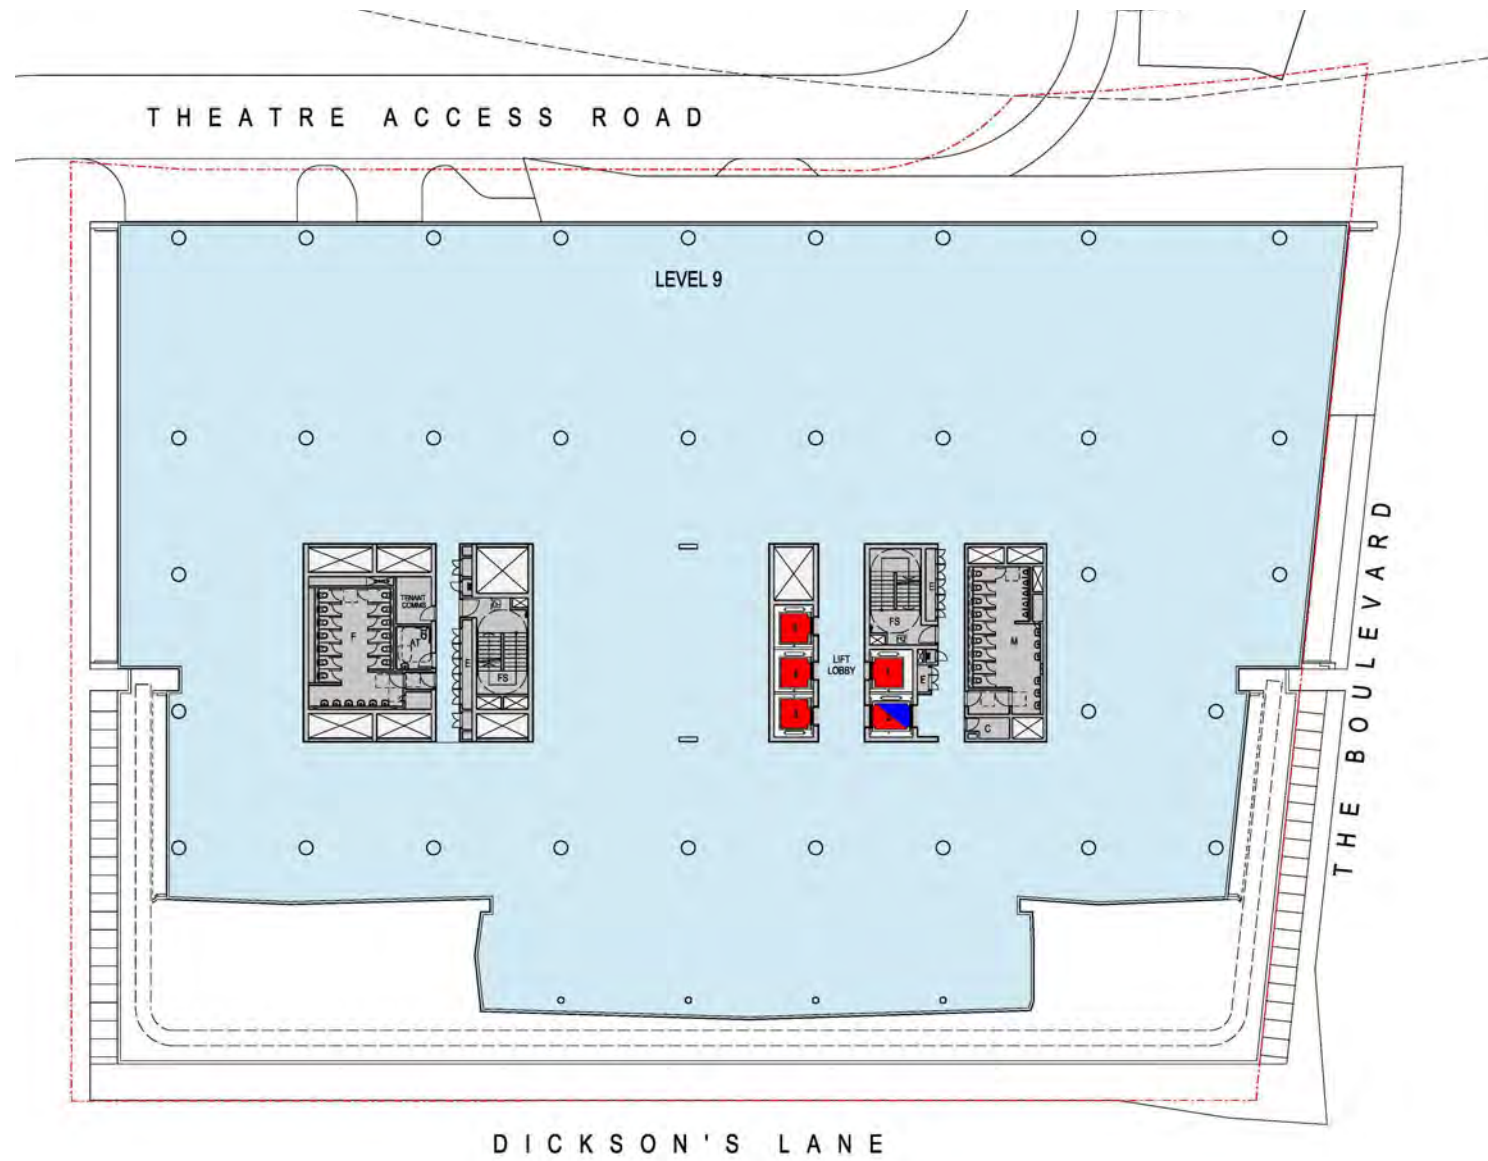 THEATRE ACCESS ROAD
LEVEL 9
THE BOULEVARD
TENANT
COMMS
F
AT
E
FS
FS
E
LIFT
LOBBY
E
M
C
DICKSON'S LANE